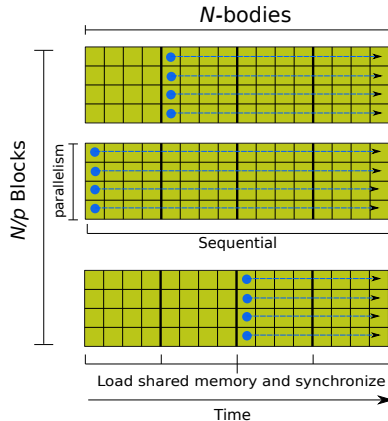 N-bodies
N/p Blocks
parallelism
Sequential
Load shared memory and synchronize
Time